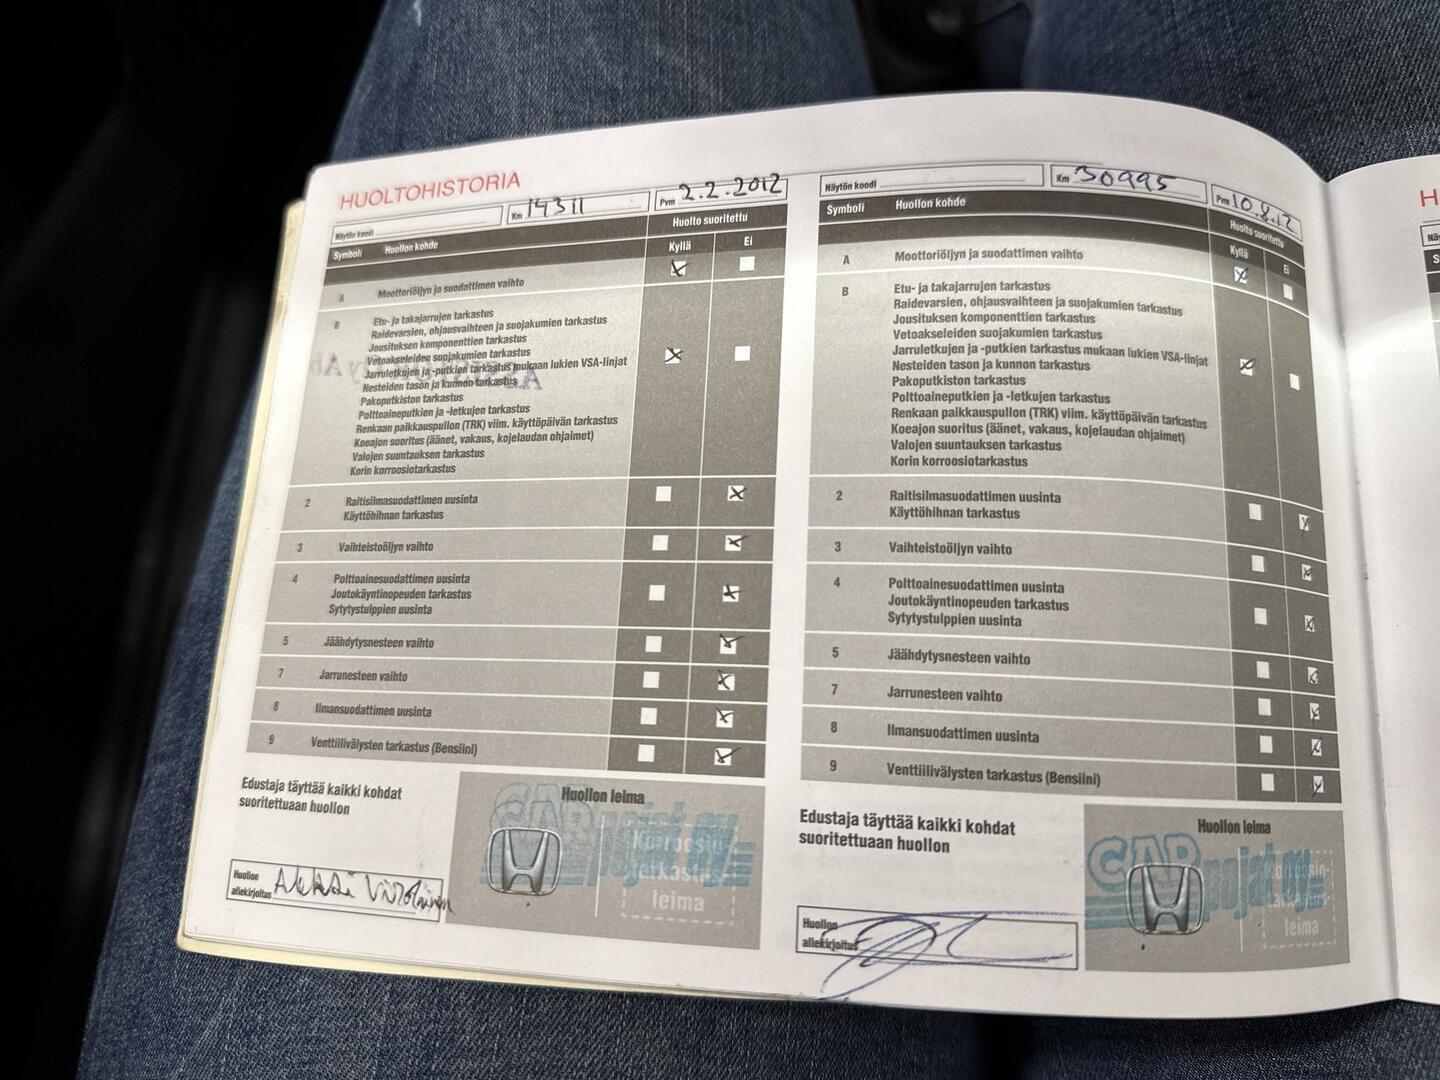 HUOLTOHISTORIA
Näytön koodi
Km 14311
Pvm 2.2.2012
Symboli Huollon kohde
Huolto suoritettu
Kyllä Ei
A Moottoriöljyn ja suodattimen vaihto
B Etu- ja takajarrujen tarkastus
Raidevarsien, ohjausvaihteen ja suojakumien tarkastus
Jousituksen komponenttien tarkastus
Vetoakseleiden suojakumien tarkastus
Jarruletkujen ja -putkien tarkastus mukaan lukien VSA-linjat
Nesteiden tason ja kunnon tarkastus
Pakoputkiston tarkastus
Polttoaineputkien ja -letkujen tarkastus
Renkaan paikkauspullon (TRK) viim. käyttöpäivän tarkastus
Koeajon suoritus (äänet, vakaus, kojelaudan ohjaimet)
Valojen suuntauksen tarkastus
Korin korroosiotarkastus
2 Raitisilmasuodattimen uusinta
Käyttöhihnan tarkastus
3 Vaihteistoöljyn vaihto
4 Polttoainesuodattimen uusinta
Joutokäyntinopeuden tarkastus
Sytytystulppien uusinta
5 Jäähdytysnesteen vaihto
7 Jarrunesteen vaihto
8 Ilmansuodattimen uusinta
9 Venttiilivälysten tarkastus (Bensiini)
Edustaja täyttää kaikki kohdat
suoritettuaan huollon
Huollon leima
Huollon
allekirjoitus
leima
Näytön koodi
Km 30995
Pvm 10.8.12
Symboli Huollon kohde
Huolto suoritettu
Kyllä Ei
A Moottoriöljyn ja suodattimen vaihto
B Etu- ja takajarrujen tarkastus
Raidevarsien, ohjausvaihteen ja suojakumien tarkastus
Jousituksen komponenttien tarkastus
Vetoakseleiden suojakumien tarkastus
Jarruletkujen ja -putkien tarkastus mukaan lukien VSA-linjat
Nesteiden tason ja kunnon tarkastus
Pakoputkiston tarkastus
Polttoaineputkien ja -letkujen tarkastus
Renkaan paikkauspullon (TRK) viim. käyttöpäivän tarkastus
Koeajon suoritus (äänet, vakaus, kojelaudan ohjaimet)
Valojen suuntauksen tarkastus
Korin korroosiotarkastus
2 Raitisilmasuodattimen uusinta
Käyttöhihnan tarkastus
3 Vaihteistoöljyn vaihto
4 Polttoainesuodattimen uusinta
Joutokäyntinopeuden tarkastus
Sytytystulppien uusinta
5 Jäähdytysnesteen vaihto
7 Jarrunesteen vaihto
8 Ilmansuodattimen uusinta
9 Venttiilivälysten tarkastus (Bensiini)
Edustaja täyttää kaikki kohdat
suoritettuaan huollon
Huollon leima
CAR
Huollon
allekirjoitus
leima